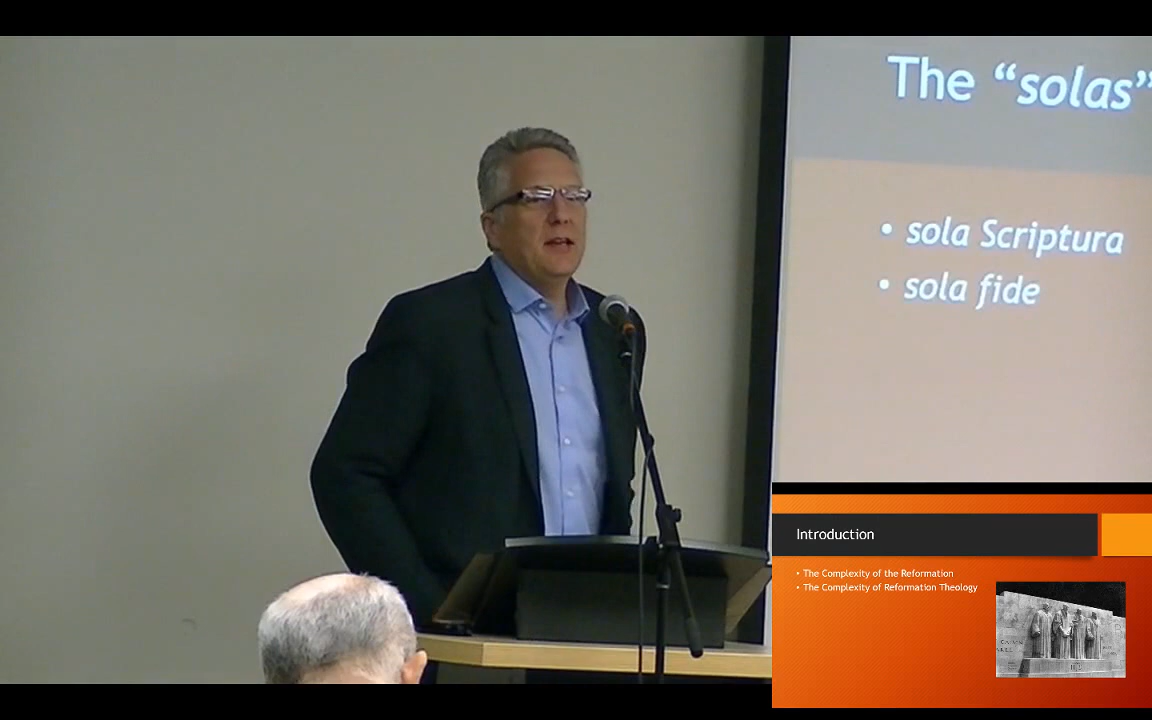 The “solas”
• sola Scriptura
• sola fide
Introduction
• The Complexity of the Reformation
• The Complexity of Reformation Theology